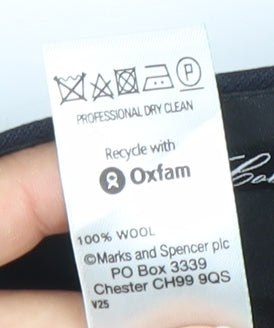 P
PROFESSIONAL DRY CLEAN
Recycle with
Oxfam
100% WOOL
©Marks and Spencer plc
PO Box 3339
Chester CH99 9QS
V25